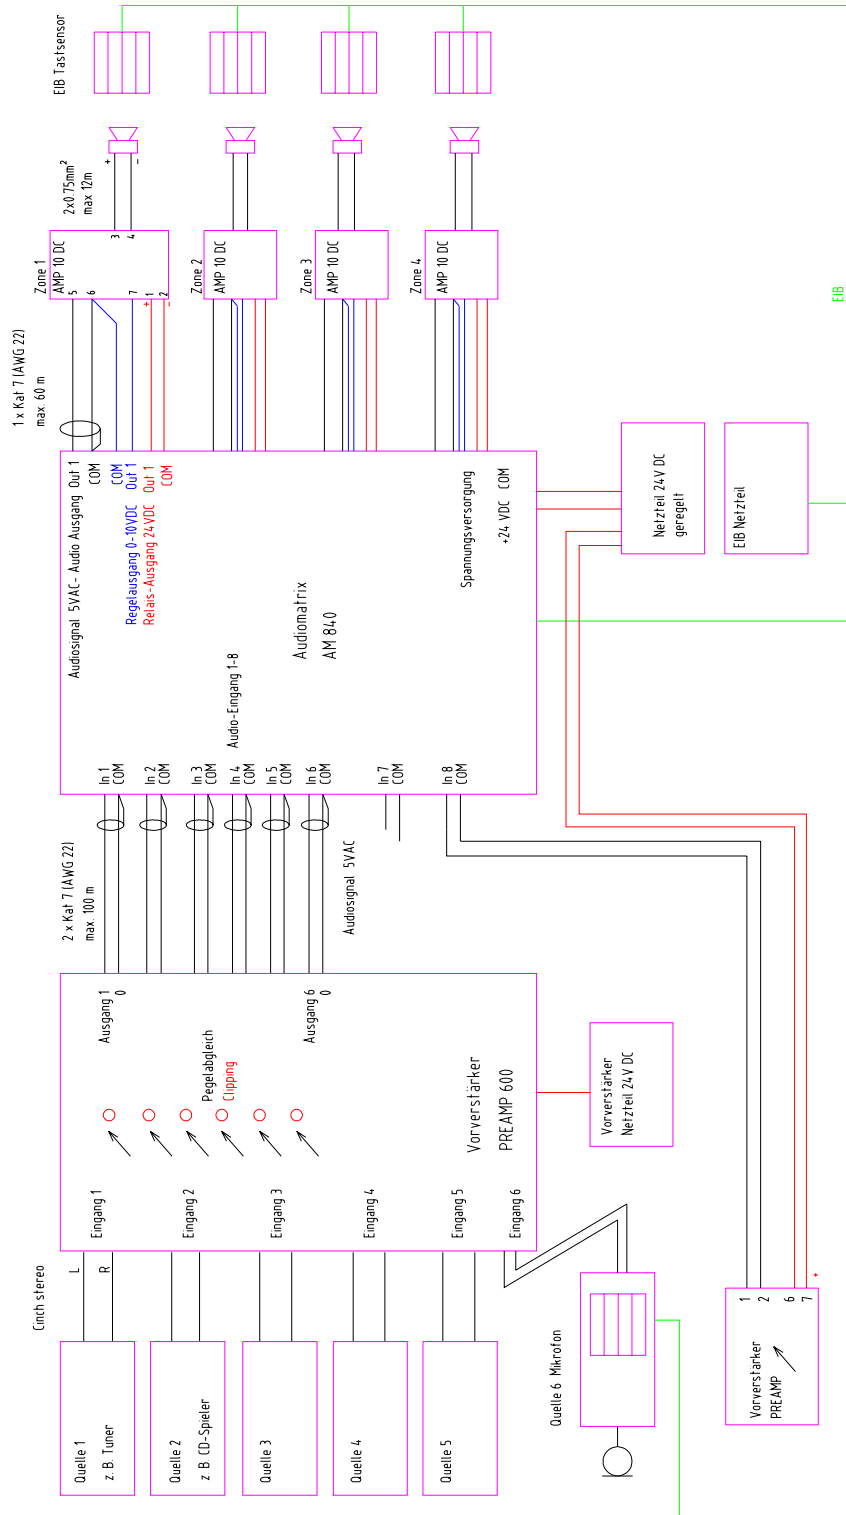 EIB Tastsensor
2x0.75mm²
max 12m
+
−
3
4
Zone 1
AMP 10 DC
5
6
7
+
1
−
2
Zone 2
AMP 10 DC
Zone 3
AMP 10 DC
Zone 4
AMP 10 DC
EIB
1 x Kat 7 (AWG 22)
max. 60 m
Audiosignal 5VAC- Audio Ausgang Out 1
COM
COM
Regelausgang 0-10VDC Out 1
Relais-Ausgang 24VDC Out 1
COM
Spannungsversorgung
+24 VDC COM
Netzteil 24V DC
geregelt
EIB Netzteil
Audiomatrix
AM 840
Audio-Eingang 1-8
In 1
COM
In 2
COM
In 3
COM
In 4
COM
In 5
COM
In 6
COM
In 7
COM
In 8
COM
2 x Kat 7 (AWG 22)
max. 100 m
Audiosignal 5VAC
Ausgang 1
0
Ausgang 6
0
Pegelabgleich
Clipping
Vorverstärker
PREAMP 600
Vorverstärker
Netzteil 24V DC
Eingang 1
Eingang 2
Eingang 3
Eingang 4
Eingang 5
Eingang 6
Cinch stereo
L
R
Quelle 1
z. B. Tuner
Quelle 2
z. B. CD-Spieler
Quelle 3
Quelle 4
Quelle 5
Quelle 6 Mikrofon
1
2
6
7
+
Vorverstärker
PREAMP